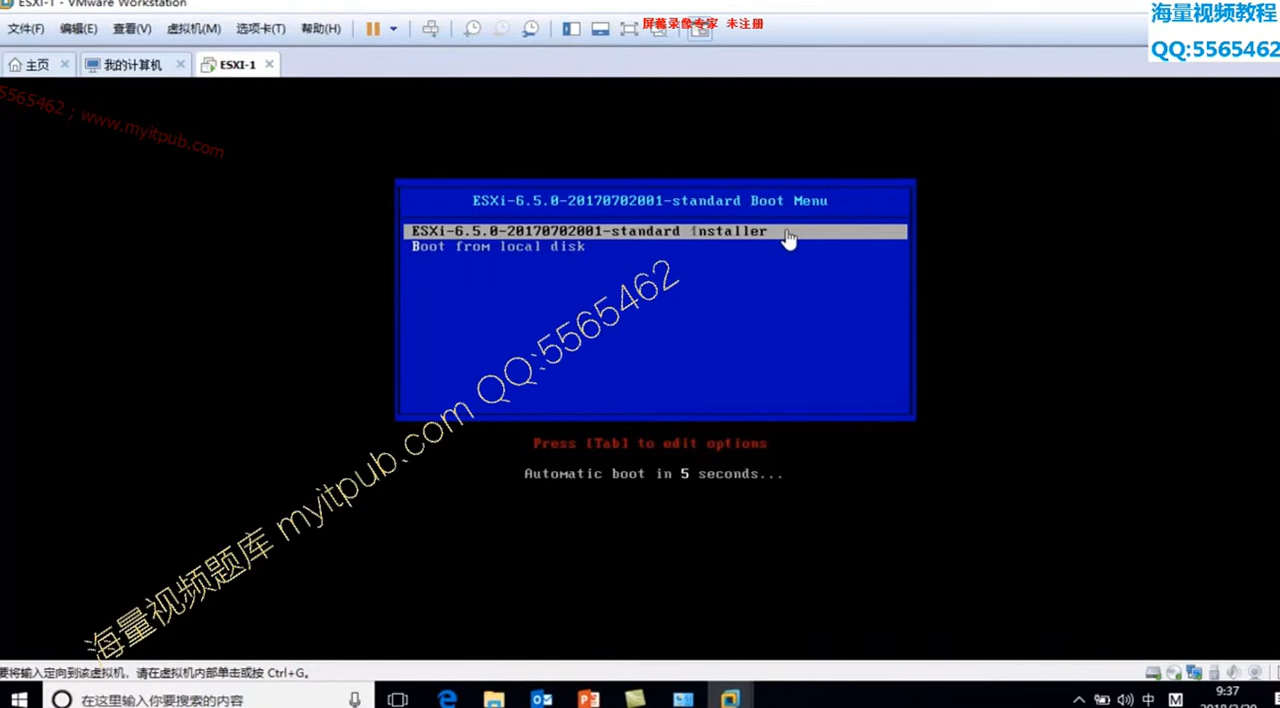 ESXI-1 - VMware Workstation
文件(F) 编辑(E) 查看(V) 虚拟机(M) 选项卡(T) 帮助(H)
屏幕录像专家 未注册
海量视频教程
QQ:5565462
主页 我的计算机 ESXI-1
5565462 ; www.myitpub.com
ESXi-6.5.0-20170702001-standard Boot Menu
ESXi-6.5.0-20170702001-standard Installer
Boot from local disk
海量视频题库 myitpub.com QQ:5565462
Press [Tab] to edit options
Automatic boot in 5 seconds...
要将输入定向到该虚拟机，请在虚拟机内部单击或按 Ctrl+G。
在这里输入你要搜索的内容
中 M 9:37